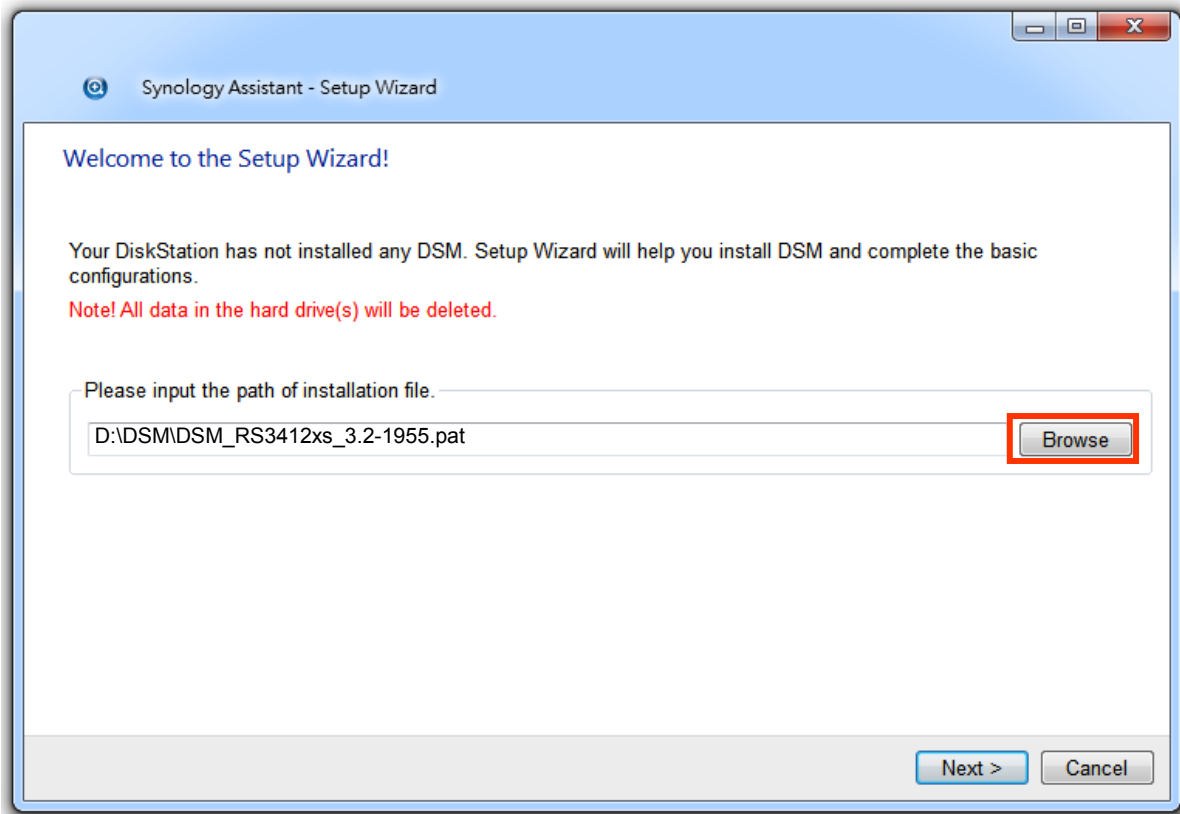 Synology Assistant - Setup Wizard
Welcome to the Setup Wizard!
Your DiskStation has not installed any DSM. Setup Wizard will help you install DSM and complete the basic
configurations.
Note! All data in the hard drive(s) will be deleted.
Please input the path of installation file.
D:\DSM\DSM_RS3412xs_3.2-1955.pat
Browse
Next >
Cancel